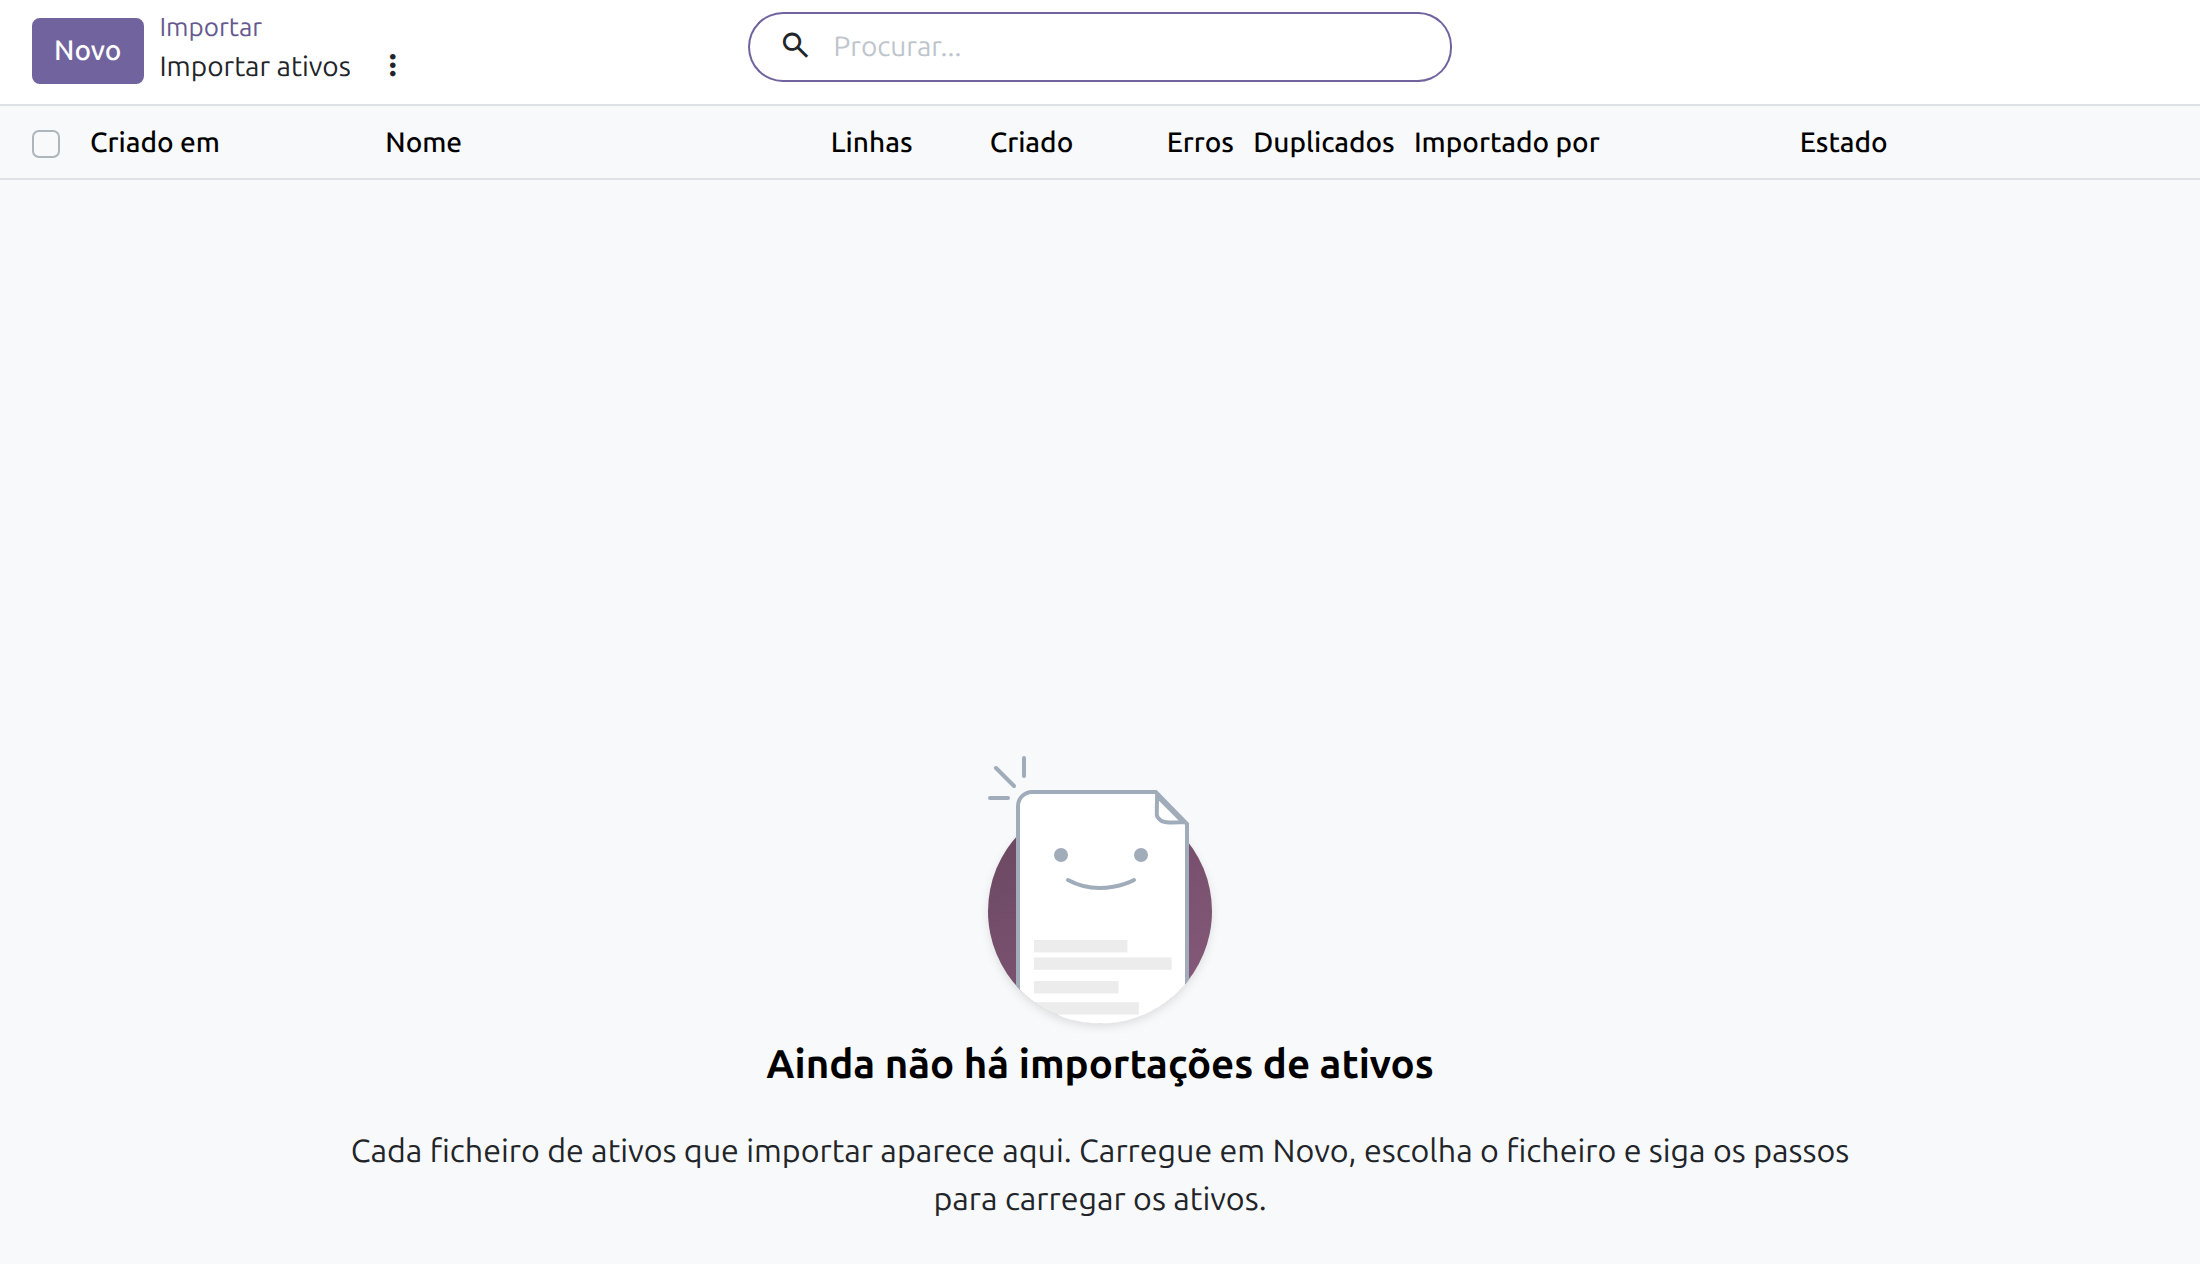 Novo
Importar
Importar ativos
Procurar...
Criado em Nome Linhas Criado Erros Duplicados Importado por Estado
Ainda não há importações de ativos
Cada ficheiro de ativos que importar aparece aqui. Carregue em Novo, escolha o ficheiro e siga os passos
para carregar os ativos.